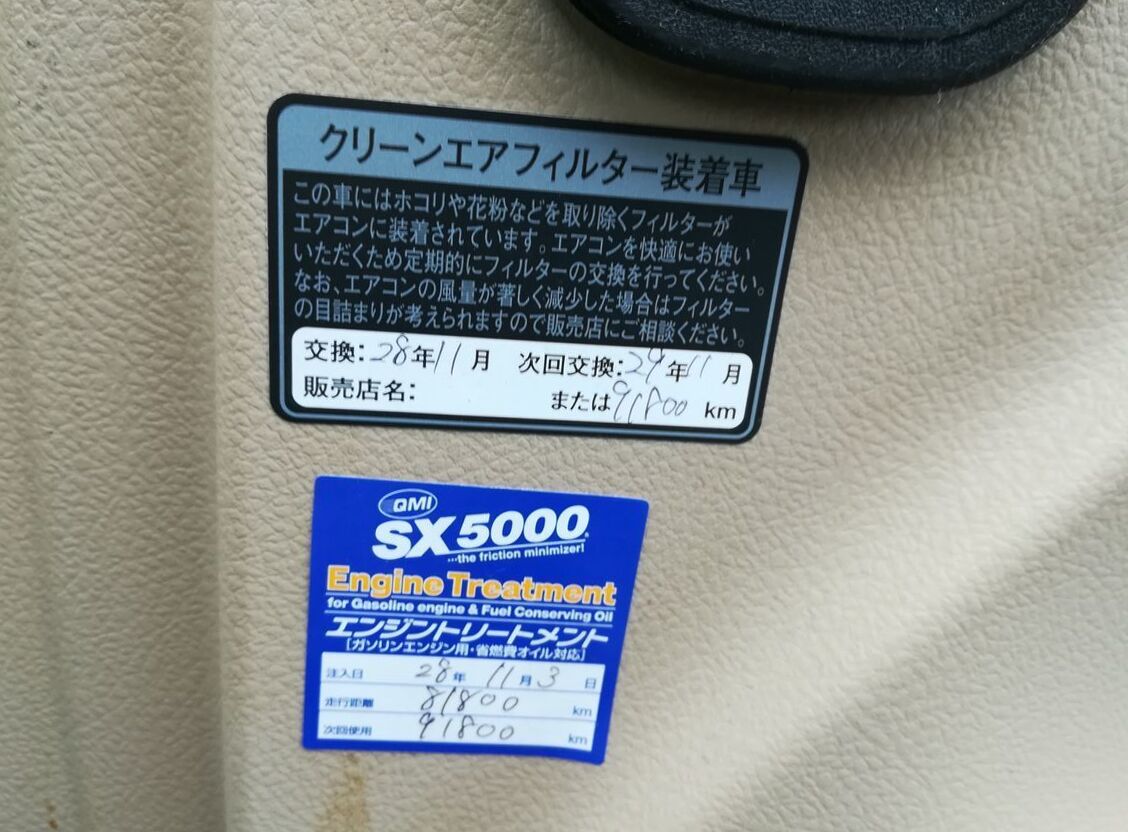 クリーンエアフィルター装着車
この車にはホコリや花粉などを取り除くフィルターが
エアコンに装着されています。エアコンを快適にお使い
いただくため定期的にフィルターの交換を行ってください。
なお、エアコンの風量が著しく減少した場合はフィルター
の目詰まりが考えられますので販売店にご相談ください。
交換:28年11月 次回交換:29年11月
販売店名: または91800 km
QMI
SX5000
...the friction minimizer!
Engine Treatment
for Gasoline engine & Fuel Conserving Oil
エンジントリートメント
[ガソリンエンジン用・省燃費オイル対応]
注入日 28年 11月 3日
走行距離 81800 km
次回使用 91800 km